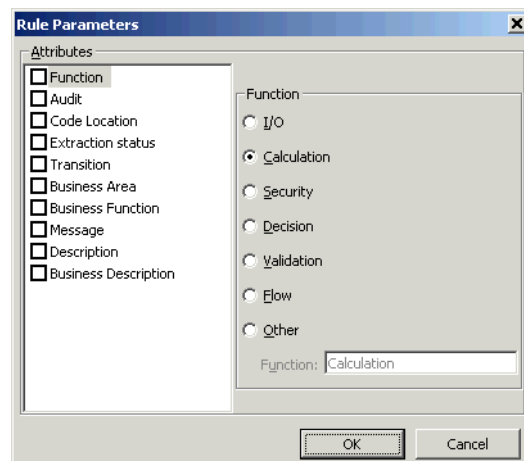 Rule Parameters
Attributes
Function
Audit
Code Location
Extraction status
Transition
Business Area
Business Function
Message
Description
Business Description
Function
I/O
Calculation
Security
Decision
Validation
Flow
Other
Function: Calculation
OK
Cancel